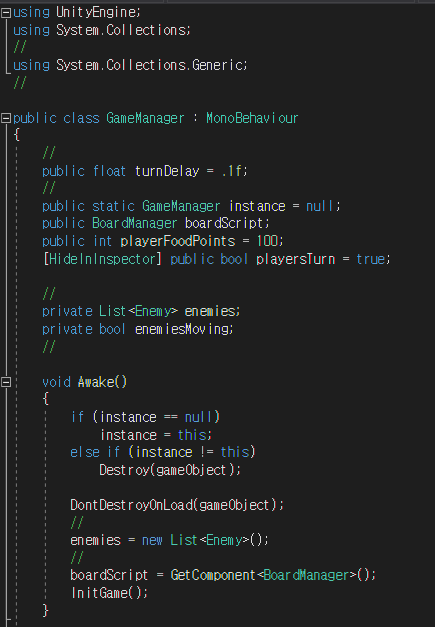 using UnityEngine;
using System.Collections;
//
using System.Collections.Generic;
//
public class GameManager : MonoBehaviour
{
//
public float turnDelay = .1f;
//
public static GameManager instance = null;
public BoardManager boardScript;
public int playerFoodPoints = 100;
[HideInInspector] public bool playersTurn = true;
//
private List<Enemy> enemies;
private bool enemiesMoving;
//
void Awake()
{
if (instance == null)
instance = this;
else if (instance != this)
Destroy(gameObject);
DontDestroyOnLoad(gameObject);
//
enemies = new List<Enemy>();
//
boardScript = GetComponent<BoardManager>();
InitGame();
}